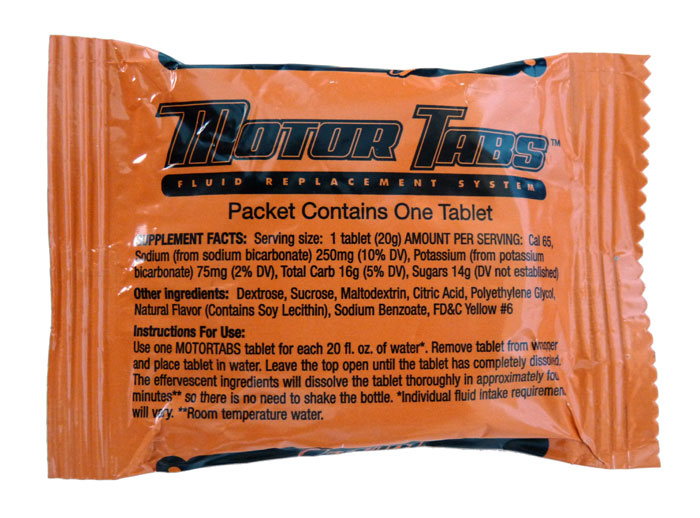 MOTOR TABS™
FLUID REPLACEMENT SYSTEM
Packet Contains One Tablet
SUPPLEMENT FACTS: Serving size: 1 tablet (20g) AMOUNT PER SERVING: Cal 65,
Sodium (from sodium bicarbonate) 250mg (10% DV), Potassium (from potassium
bicarbonate) 75mg (2% DV), Total Carb 16g (5% DV), Sugars 14g (DV not established)
Other ingredients: Dextrose, Sucrose, Maltodextrin, Citric Acid, Polyethylene Glycol,
Natural Flavor (Contains Soy Lecithin), Sodium Benzoate, FD&C Yellow #6
Instructions For Use:
Use one MOTORTABS tablet for each 20 fl. oz. of water*. Remove tablet from wrapper
and place tablet in water. Leave the top open until the tablet has completely
The effervescent ingredients will dissolve the tablet thoroughly in approximately
minutes** so there is no need to shake the bottle. *Individual fluid intake
will vary. **Room temperature water.